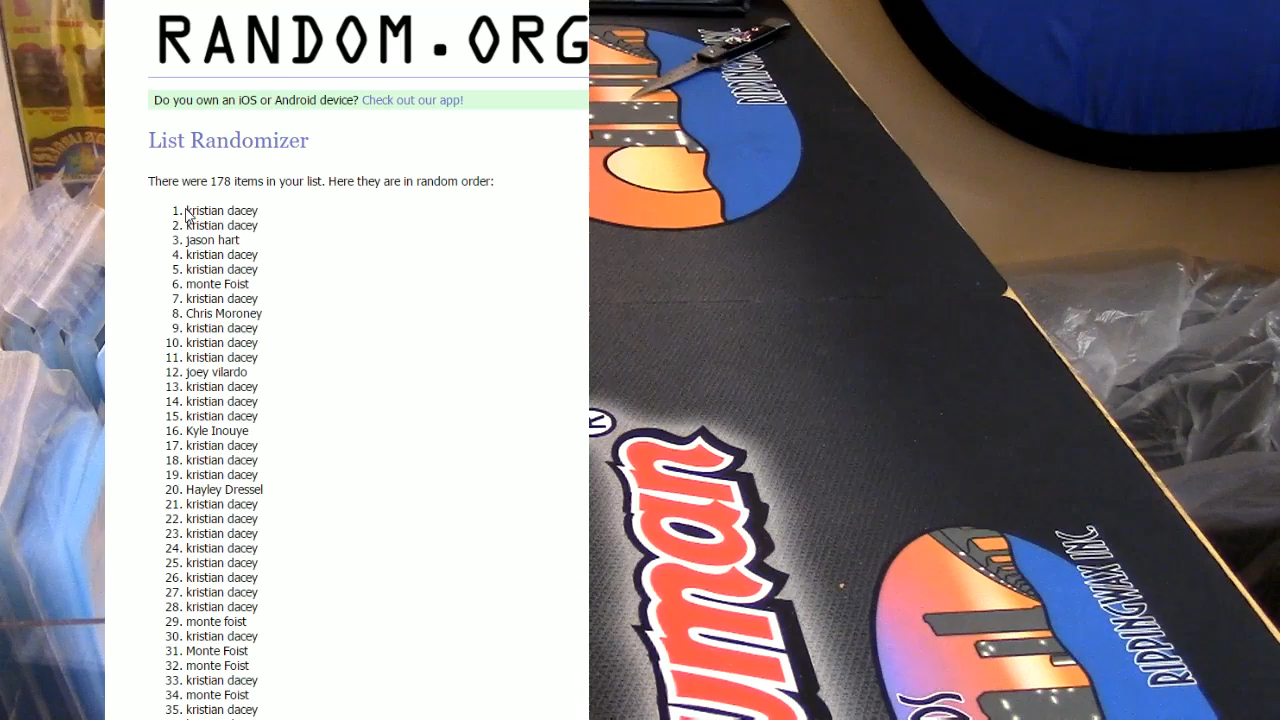 RANDOM.ORG
Do you own an iOS or Android device? Check out our app!
List Randomizer
There were 178 items in your list. Here they are in random order:
1. kristian dacey
2. kristian dacey
3. jason hart
4. kristian dacey
5. kristian dacey
6. monte Foist
7. kristian dacey
8. Chris Moroney
9. kristian dacey
10. kristian dacey
11. kristian dacey
12. joey vilardo
13. kristian dacey
14. kristian dacey
15. kristian dacey
16. Kyle Inouye
17. kristian dacey
18. kristian dacey
19. kristian dacey
20. Hayley Dressel
21. kristian dacey
22. kristian dacey
23. kristian dacey
24. kristian dacey
25. kristian dacey
26. kristian dacey
27. kristian dacey
28. kristian dacey
29. monte foist
30. kristian dacey
31. Monte Foist
32. monte Foist
33. kristian dacey
34. monte Foist
35. kristian dacey
RIPPINGWAX INC.